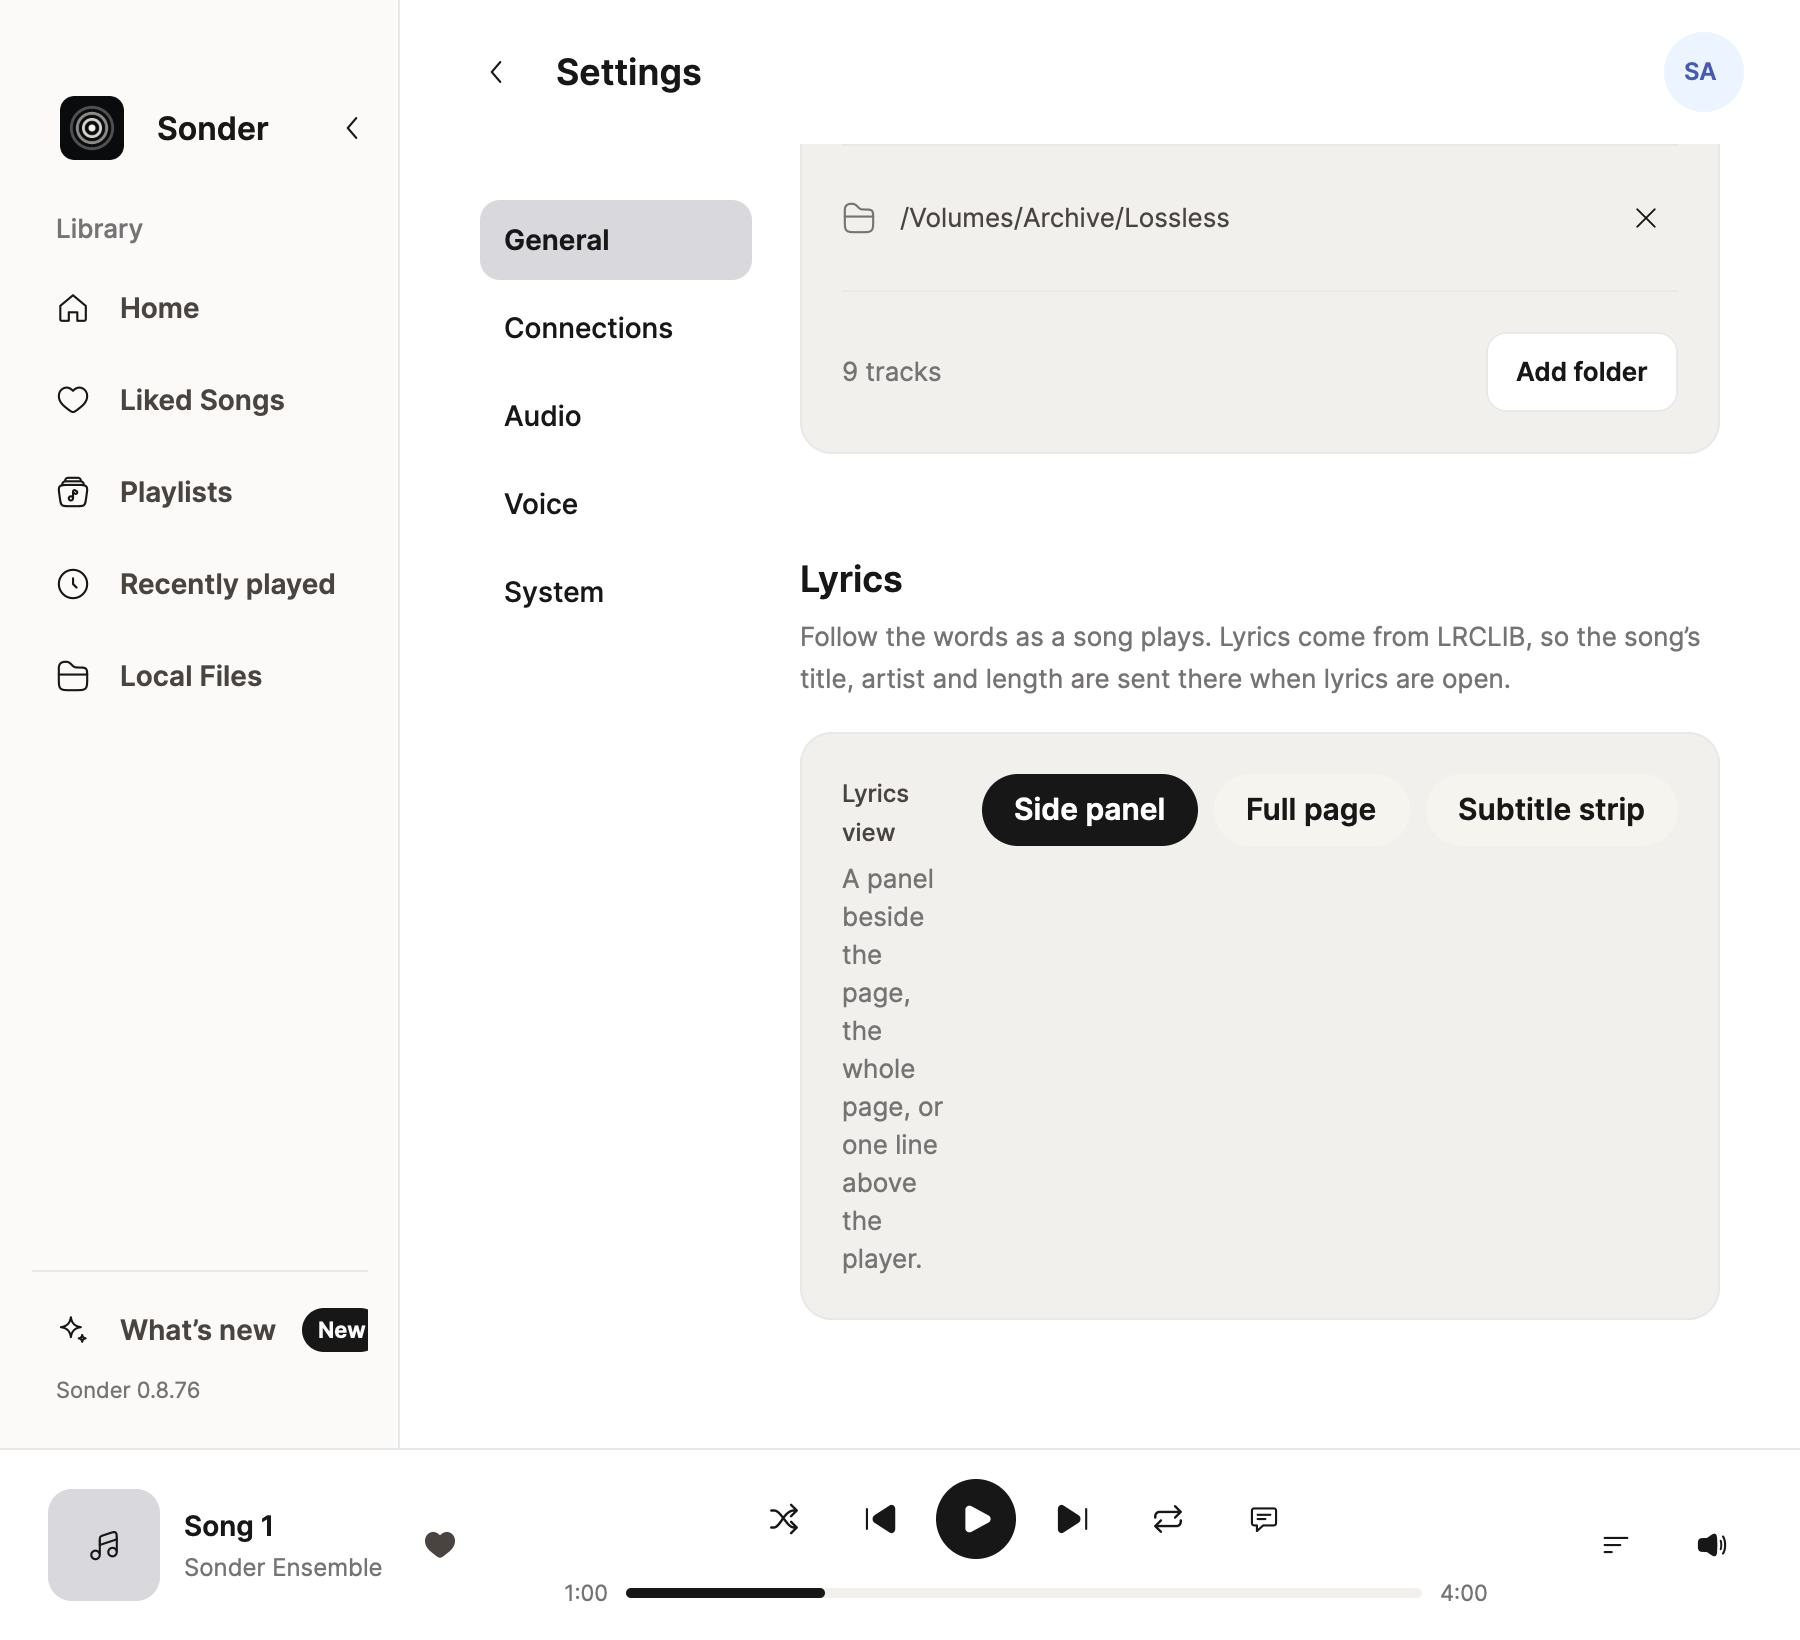 Settings
SA
Sonder
Library
Home
Liked Songs
Playlists
Recently played
Local Files
What’s new
New
Sonder 0.8.76
General
Connections
Audio
Voice
System
/Volumes/Archive/Lossless
9 tracks
Add folder
Lyrics
Follow the words as a song plays. Lyrics come from LRCLIB, so the song’s
title, artist and length are sent there when lyrics are open.
Lyrics
view
A panel
beside
the
page,
the
whole
page, or
one line
above
the
player.
Side panel
Full page
Subtitle strip
Song 1
Sonder Ensemble
1:00
4:00